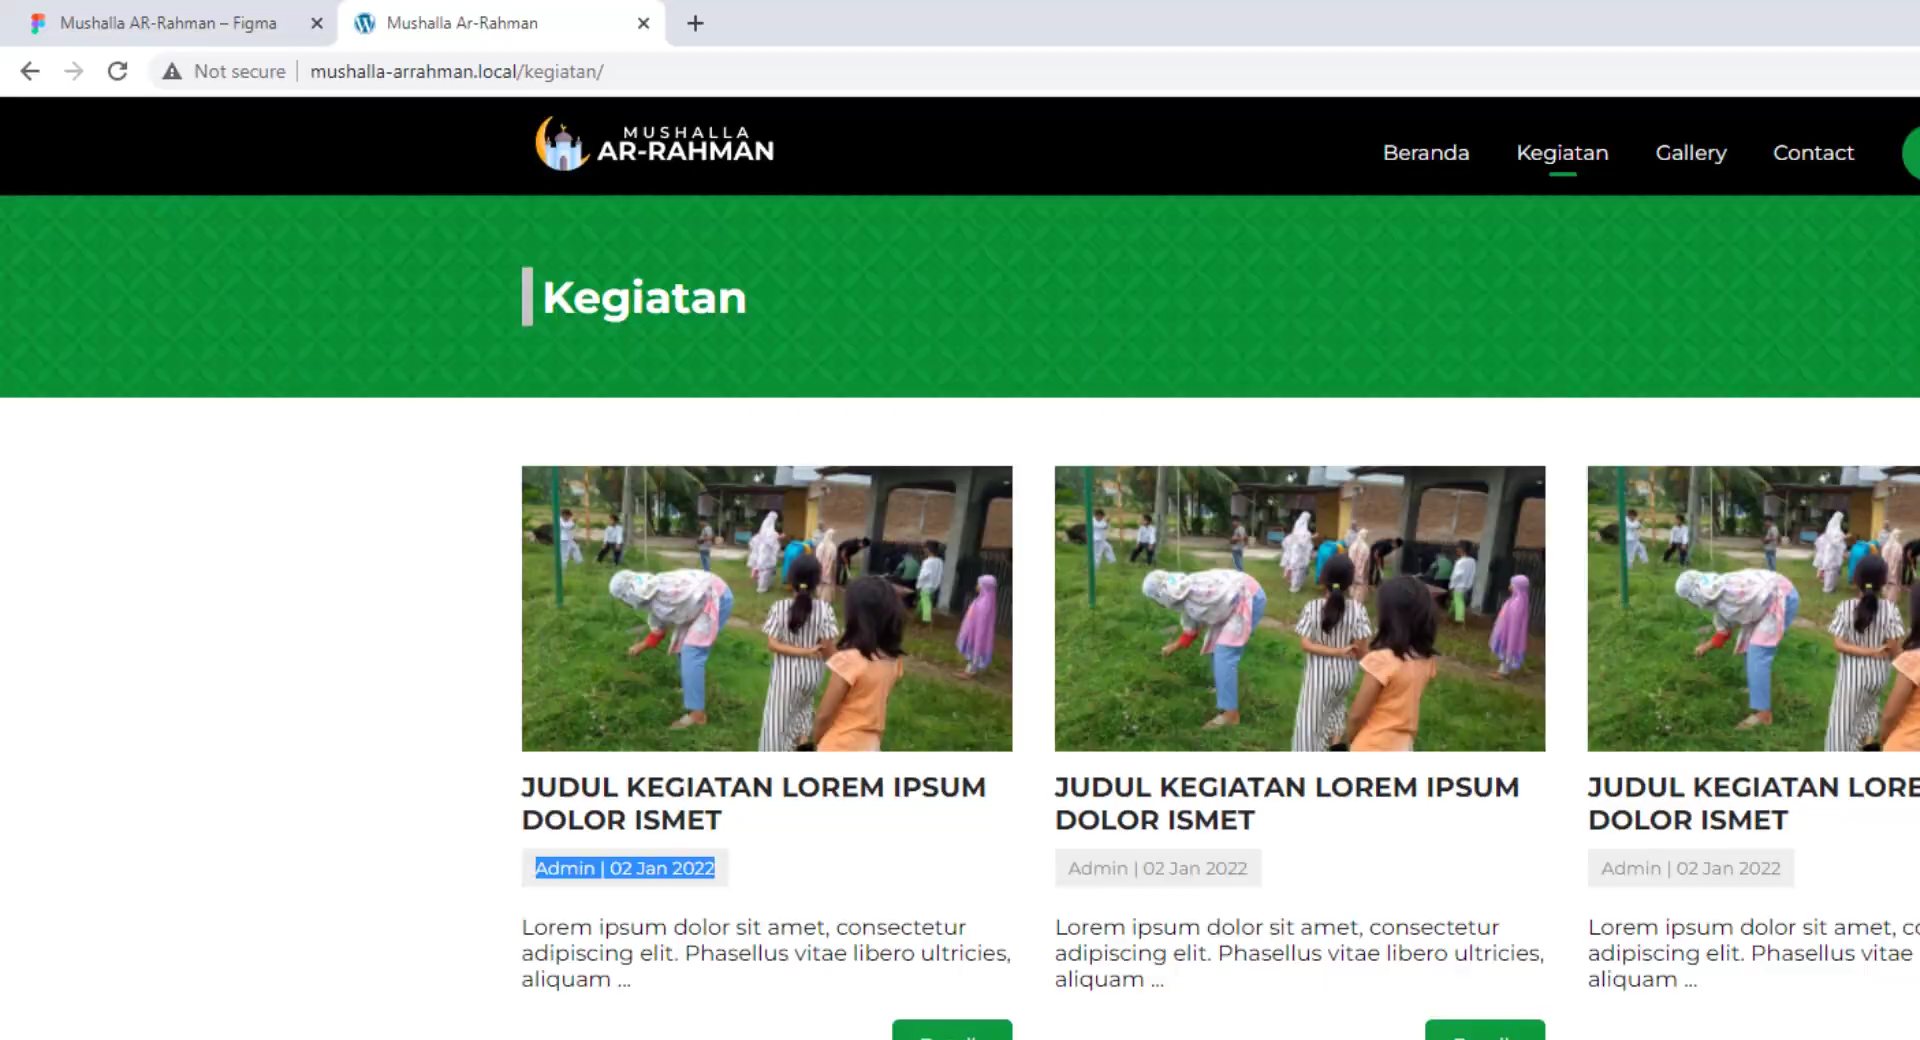 Mushalla AR-Rahman – Figma
Mushalla Ar-Rahman
Not secure
mushalla-arrahman.local/kegiatan/
MUSHALLA
AR-RAHMAN
Beranda
Kegiatan
Gallery
Contact
Kegiatan
JUDUL KEGIATAN LOREM IPSUM
DOLOR ISMET
Admin | 02 Jan 2022
Lorem ipsum dolor sit amet, consectetur
adipiscing elit. Phasellus vitae libero ultricies,
aliquam ...
JUDUL KEGIATAN LOREM IPSUM
DOLOR ISMET
Admin | 02 Jan 2022
Lorem ipsum dolor sit amet, consectetur
adipiscing elit. Phasellus vitae libero ultricies,
aliquam ...
JUDUL KEGIATAN LORE
DOLOR ISMET
Admin | 02 Jan 2022
Lorem ipsum dolor sit amet, co
adipiscing elit. Phasellus vitae
aliquam ...